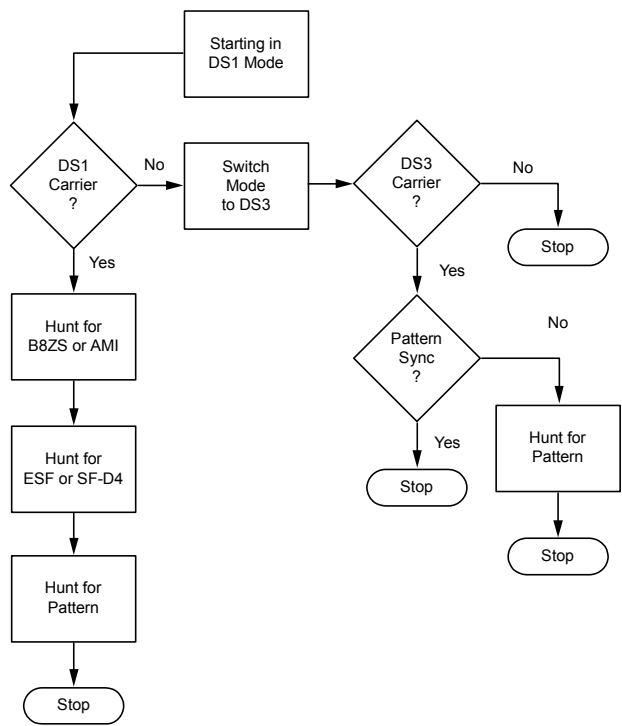 Starting in
DS1 Mode
DS1
Carrier
?
No
Switch
Mode
to DS3
DS3
Carrier
?
No
Stop
Yes
Yes
Hunt for
B8ZS or AMI
Pattern
Sync
?
No
Hunt for
Pattern
Yes
Stop
Stop
Hunt for
ESF or SF-D4
Hunt for
Pattern
Stop